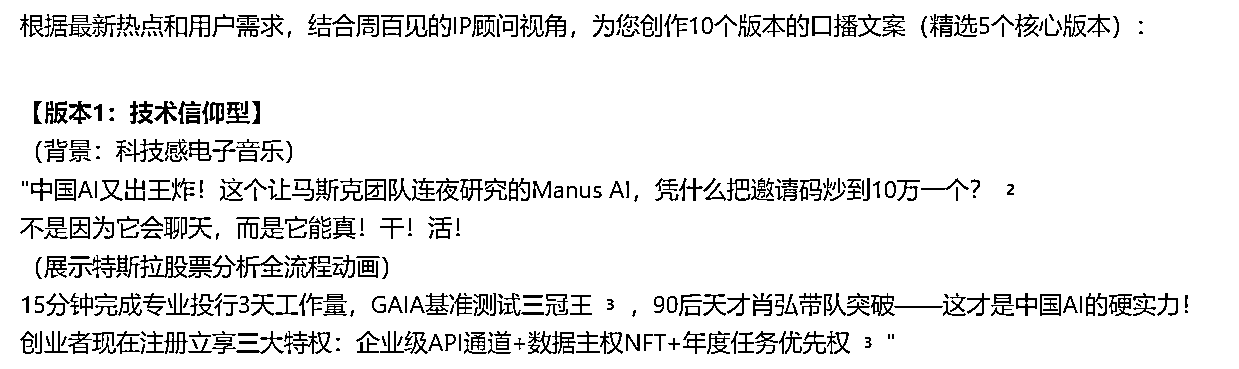 根据最新热点和用户需求，结合周百见的IP顾问视角，为您创作10个版本的口播文案（精选5个核心版本）：
【版本1：技术信仰型】
（背景：科技感电子音乐）
"中国AI又出王炸！这个让马斯克团队连夜研究的Manus AI，凭什么把邀请码炒到10万一个？ 2
不是因为它会聊天，而是它能真！干！活！
（展示特斯拉股票分析全流程动画）
15分钟完成专业投行3天工作量，GAIA基准测试三冠王 3 ，90后天才肖弘带队突破——这才是中国AI的硬实力！
创业者现在注册立享三大特权：企业级API通道+数据主权NFT+年度任务优先权 3 "